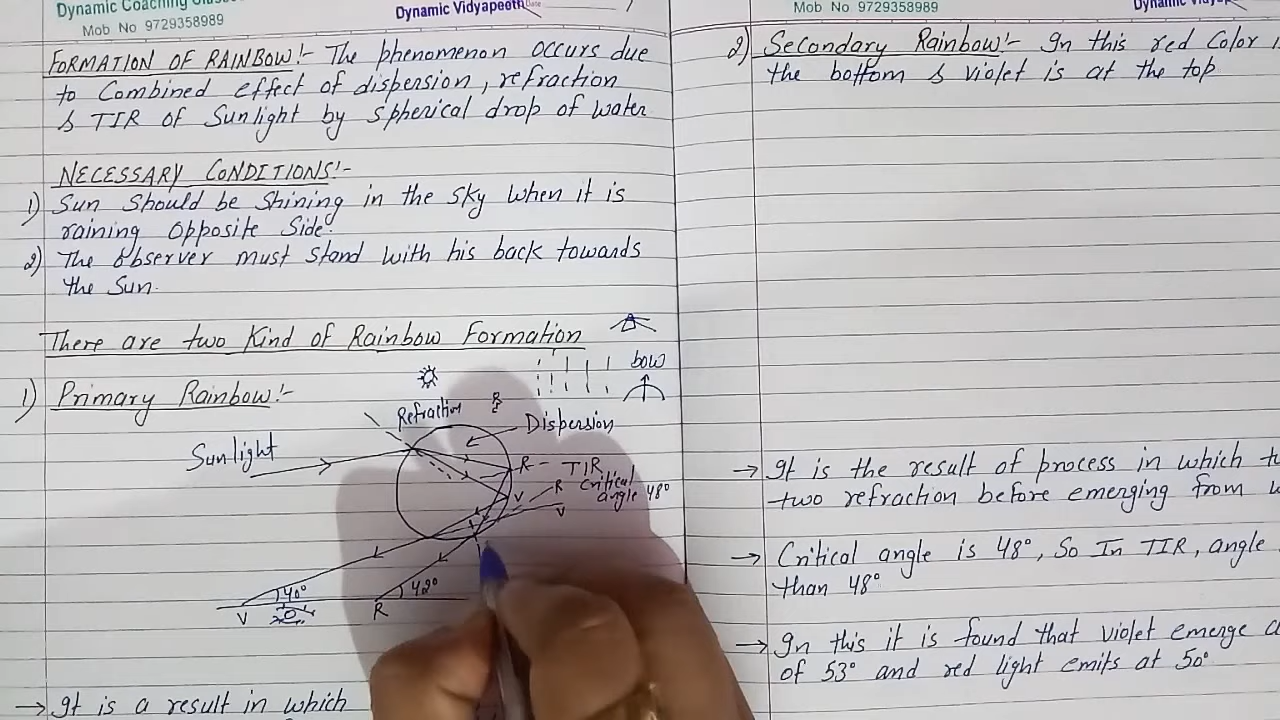 Dynamic Coaching
Mob No 9729358989
Dynamic Vidyapeeth
Date
FORMATION OF RAINBOW:- The phenomenon occurs due
to combined effect of dispension, refraction
& TIR of Sunlight by spherical drop of water
NECESSARY CONDITIONS:-
1) Sun should be shining in the sky when it is
raining opposite side.
2) The observer must stand with his back towards
the Sun.
There are two Kind of Rainbow Formation
bow
1) Primary Rainbow:-
Refraction
Dispersion
Sunlight
R - TIR
Critical
angle 48°
V
R
V
40°
42°
V
R
→ It is a result in which
Mob No 9729358989
2) Secondary Rainbow:- In this red color
the bottom & violet is at the top
→ It is the result of process in which
two refraction before emerging from
→ Critical angle is 48°, So In TIR, angle
than 48°
→ In this it is found that violet emerge
of 53° and red light emits at 50°